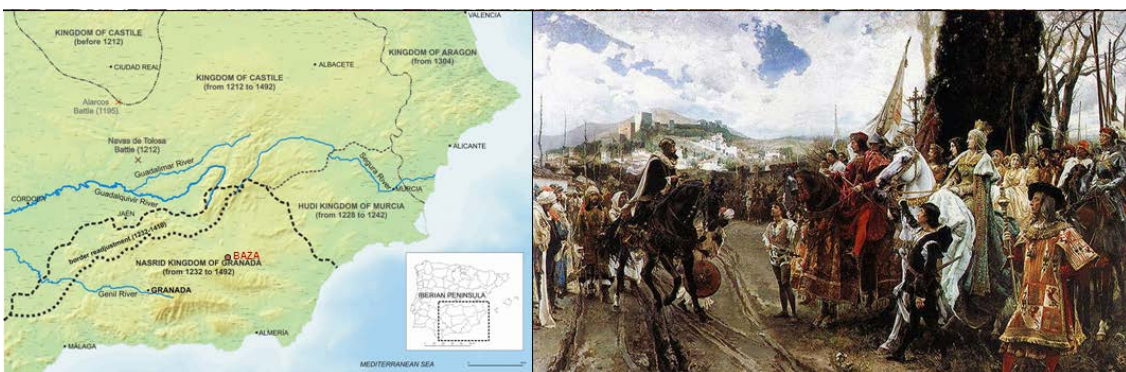 KINGDOM OF CASTILE
(before 1212)
CIUDAD REAL
Alarcos
Battle (1195)
Navas de Tolosa
Battle (1212)
KINGDOM OF CASTILE
(from 1212 to 1492)
ALBACETE
KINGDOM OF ARAGON
(from 1304)
VALENCIA
ALICANTE
Guadalimar River
Guadalquivir River
Segura River
MURCIA
CÓRDOBA
JAÉN
border readjustment (1232-1410)
HUDI KINGDOM OF MURCIA
(from 1228 to 1242)
BAZA
NASRID KINGDOM OF GRANADA
(from 1232 to 1492)
Genil River
GRANADA
IBERIAN PENINSULA
MÁLAGA
ALMERÍA
MEDITERRANEAN SEA